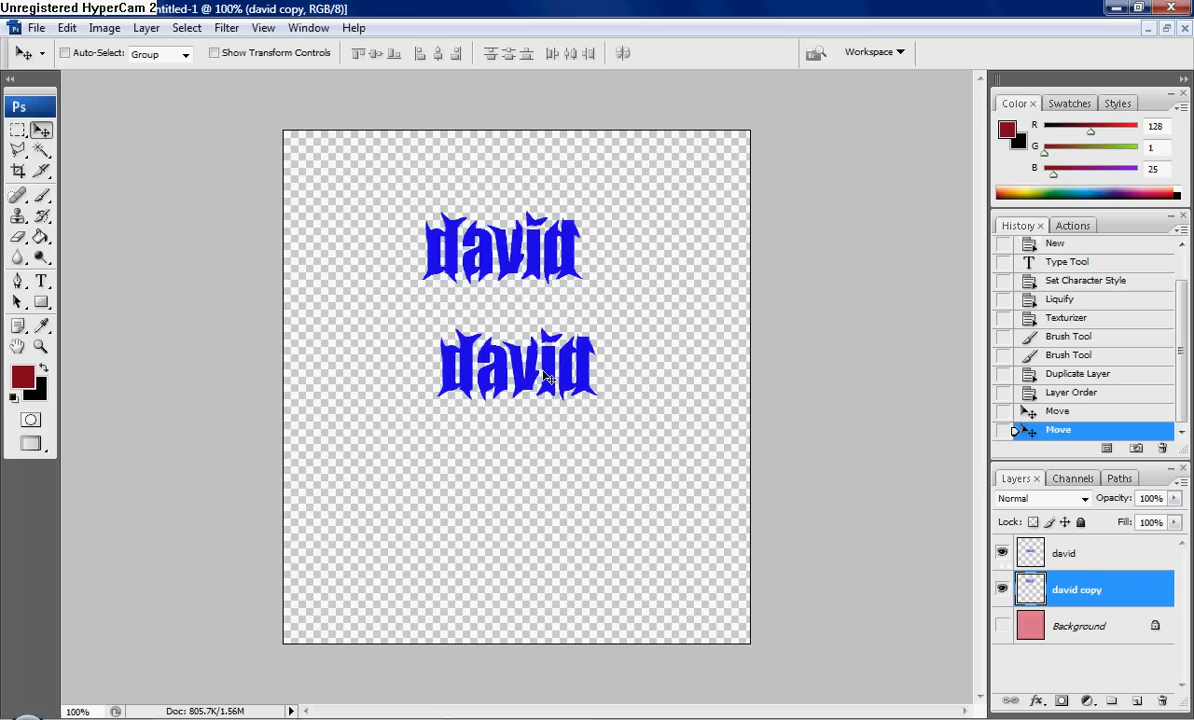 Unregistered HyperCam 2
ntitled-1 @ 100% (david copy, RGB/8)]
File Edit Image Layer Select Filter View Window Help
Auto-Select: Group Show Transform Controls Workspace
Ps
david
david
Color × Swatches Styles
R 128
G 1
B 25
History × Actions
New
Type Tool
Set Character Style
Liquify
Texturizer
Brush Tool
Brush Tool
Duplicate Layer
Layer Order
Move
Move
Layers × Channels Paths
Normal Opacity: 100%
Lock: Fill: 100%
david
david copy
Background
100% Doc: 805.7K/1.56M